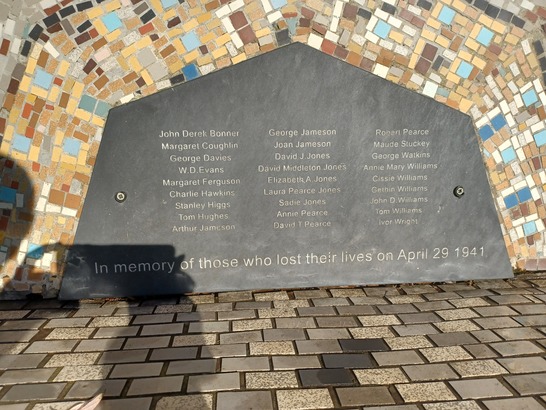 John Derek Bonner
Margaret Coughlin
George Davies
W.D.Evans
Margaret Ferguson
Charlie Hawkins
Stanley Higgs
Tom Hughes
Arthur Jameson
George Jameson
Joan Jameson
David J.Jones
David Middleton Jones
Elizabeth A.Jones
Laura Pearce Jones
Sadie Jones
Annie Pearce
David T Pearce
Roeen Pearce
Maude Stuckey
George Watkins
Annie Mary Williams
Cissie Williams
Gethin Williams
John D Williams
Tom Williams
Ivor Wright
In memory of those who lost their lives on April 29 1941